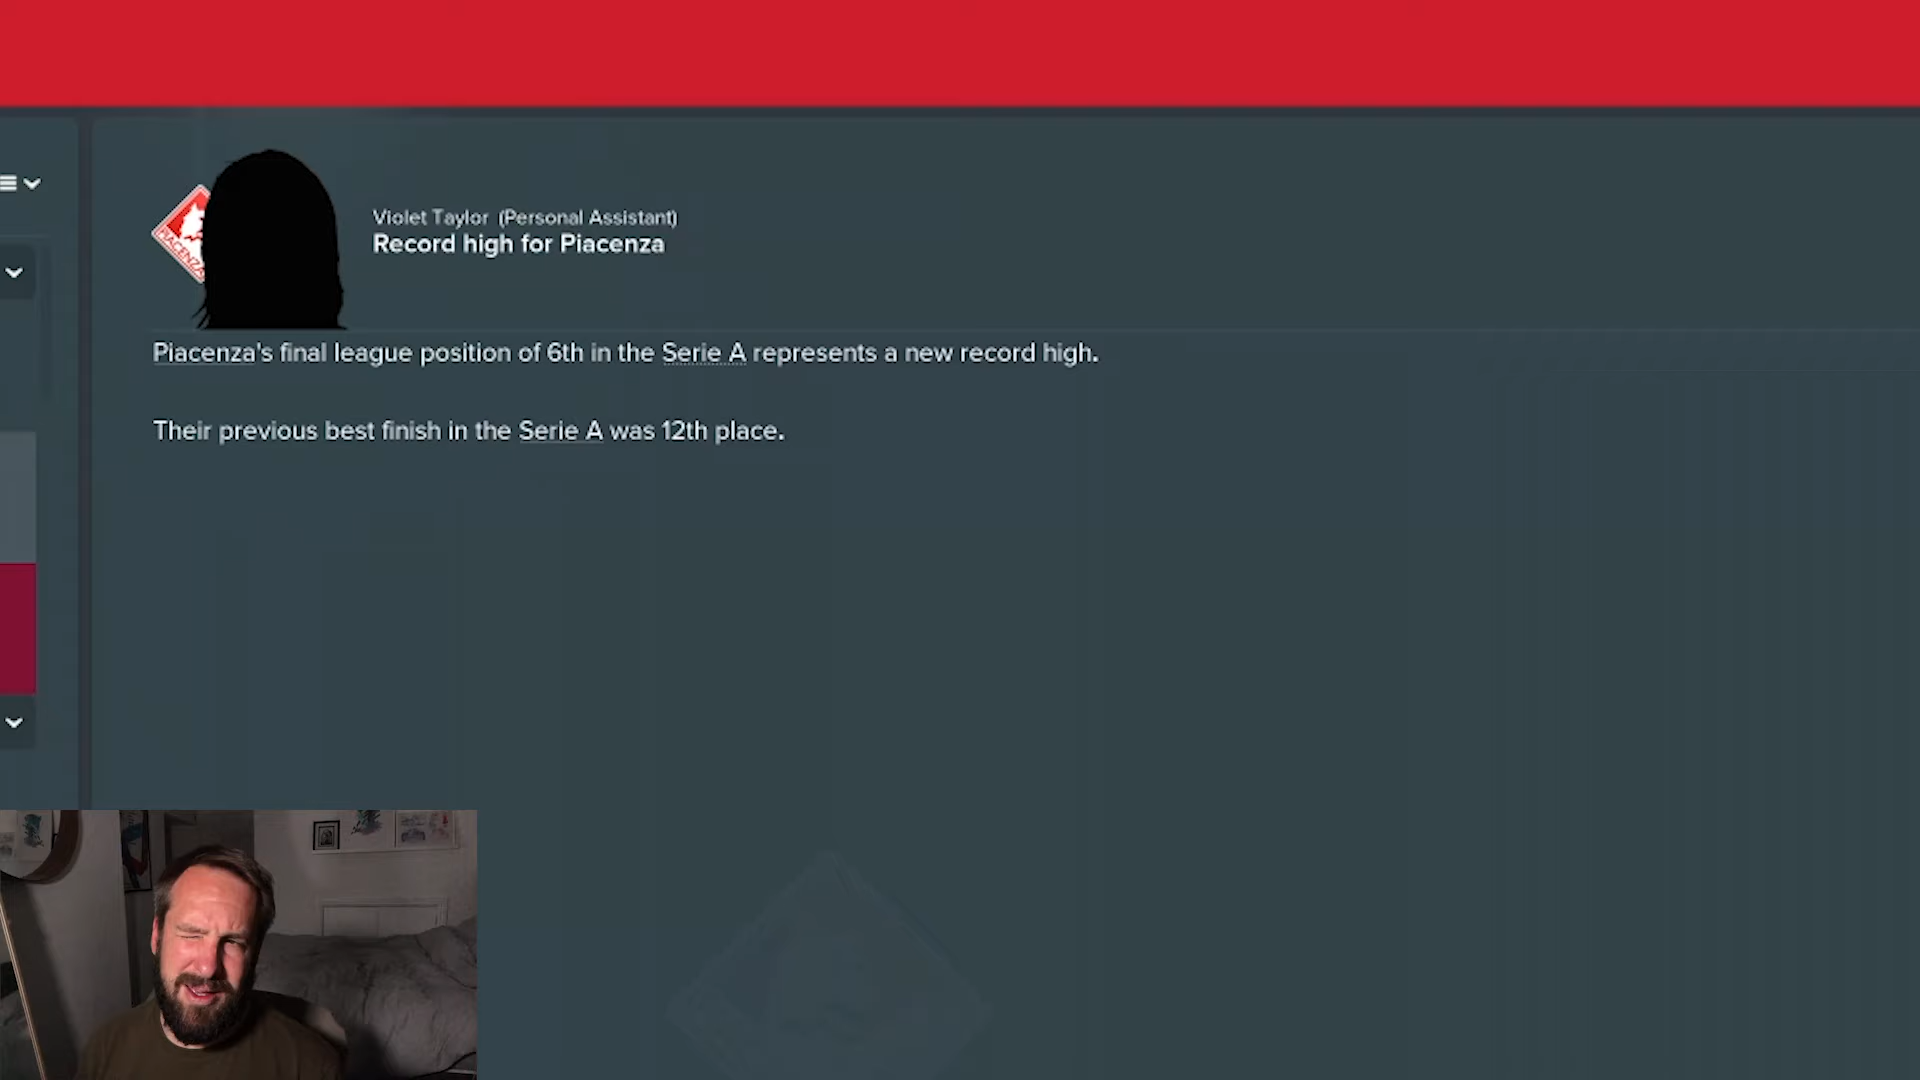 PIACENZA
Violet Taylor (Personal Assistant)
Record high for Piacenza
Piacenza's final league position of 6th in the Serie A represents a new record high.
Their previous best finish in the Serie A was 12th place.